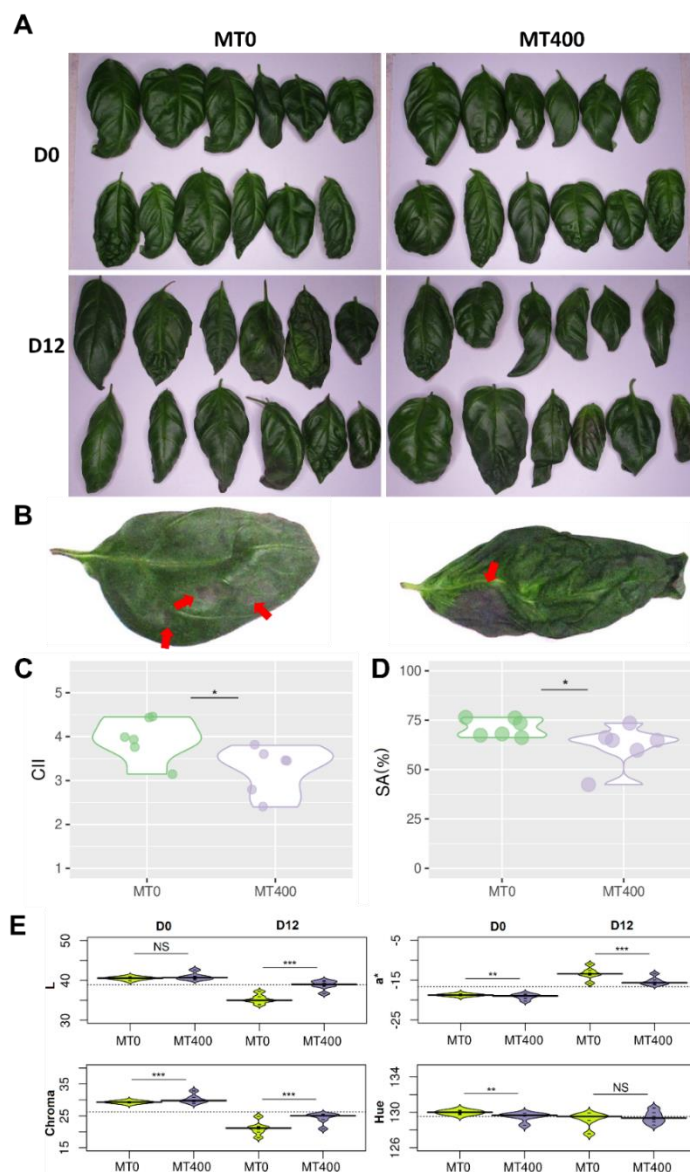 A
MT0 MT400
D0
D12
B
C
CII
5
4
3
2
1
*
MT0 MT400
D
SA(%)
100
75
50
25
0
*
MT0 MT400
E
D0 D12
L
50
40
30
NS
***
MT0 MT400 MT0 MT400
D0 D12
a*
-5
-15
-25
**
***
MT0 MT400 MT0 MT400
Chroma
35
25
15
***
***
MT0 MT400 MT0 MT400
Hue
134
130
126
**
NS
MT0 MT400 MT0 MT400